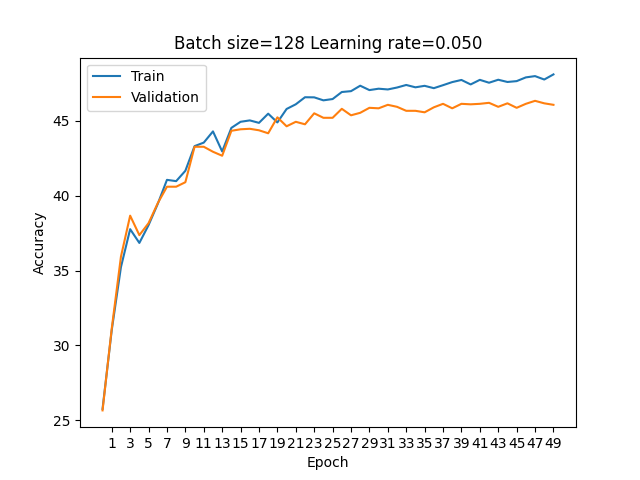 Batch size=128 Learning rate=0.050
Train
Validation
Accuracy
45
40
35
30
25
1 3 5 7 9 11 13 15 17 19 21 23 25 27 29 31 33 35 37 39 41 43 45 47 49
Epoch